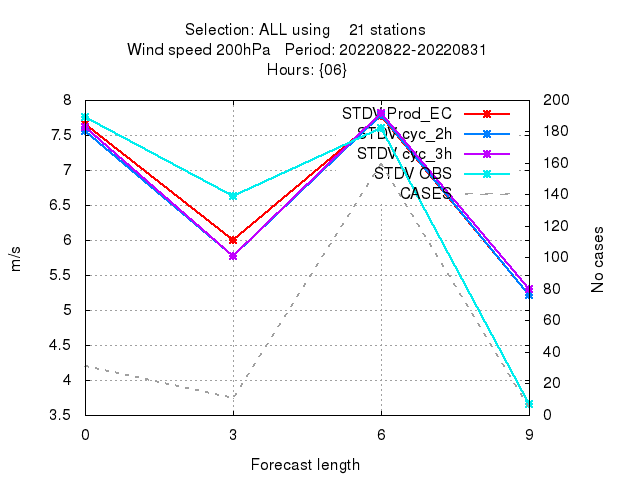 Selection: ALL using 21 stations
Wind speed 200hPa Period: 20220822-20220831
Hours: {06}
STDV Prod_EC
STDV cyc_2h
STDV cyc_3h
STDV OBS
CASES
8
7.5
7
6.5
6
5.5
5
4.5
4
3.5
200
180
160
140
120
100
80
60
40
20
0
m/s
No cases
0 3 6 9
Forecast length